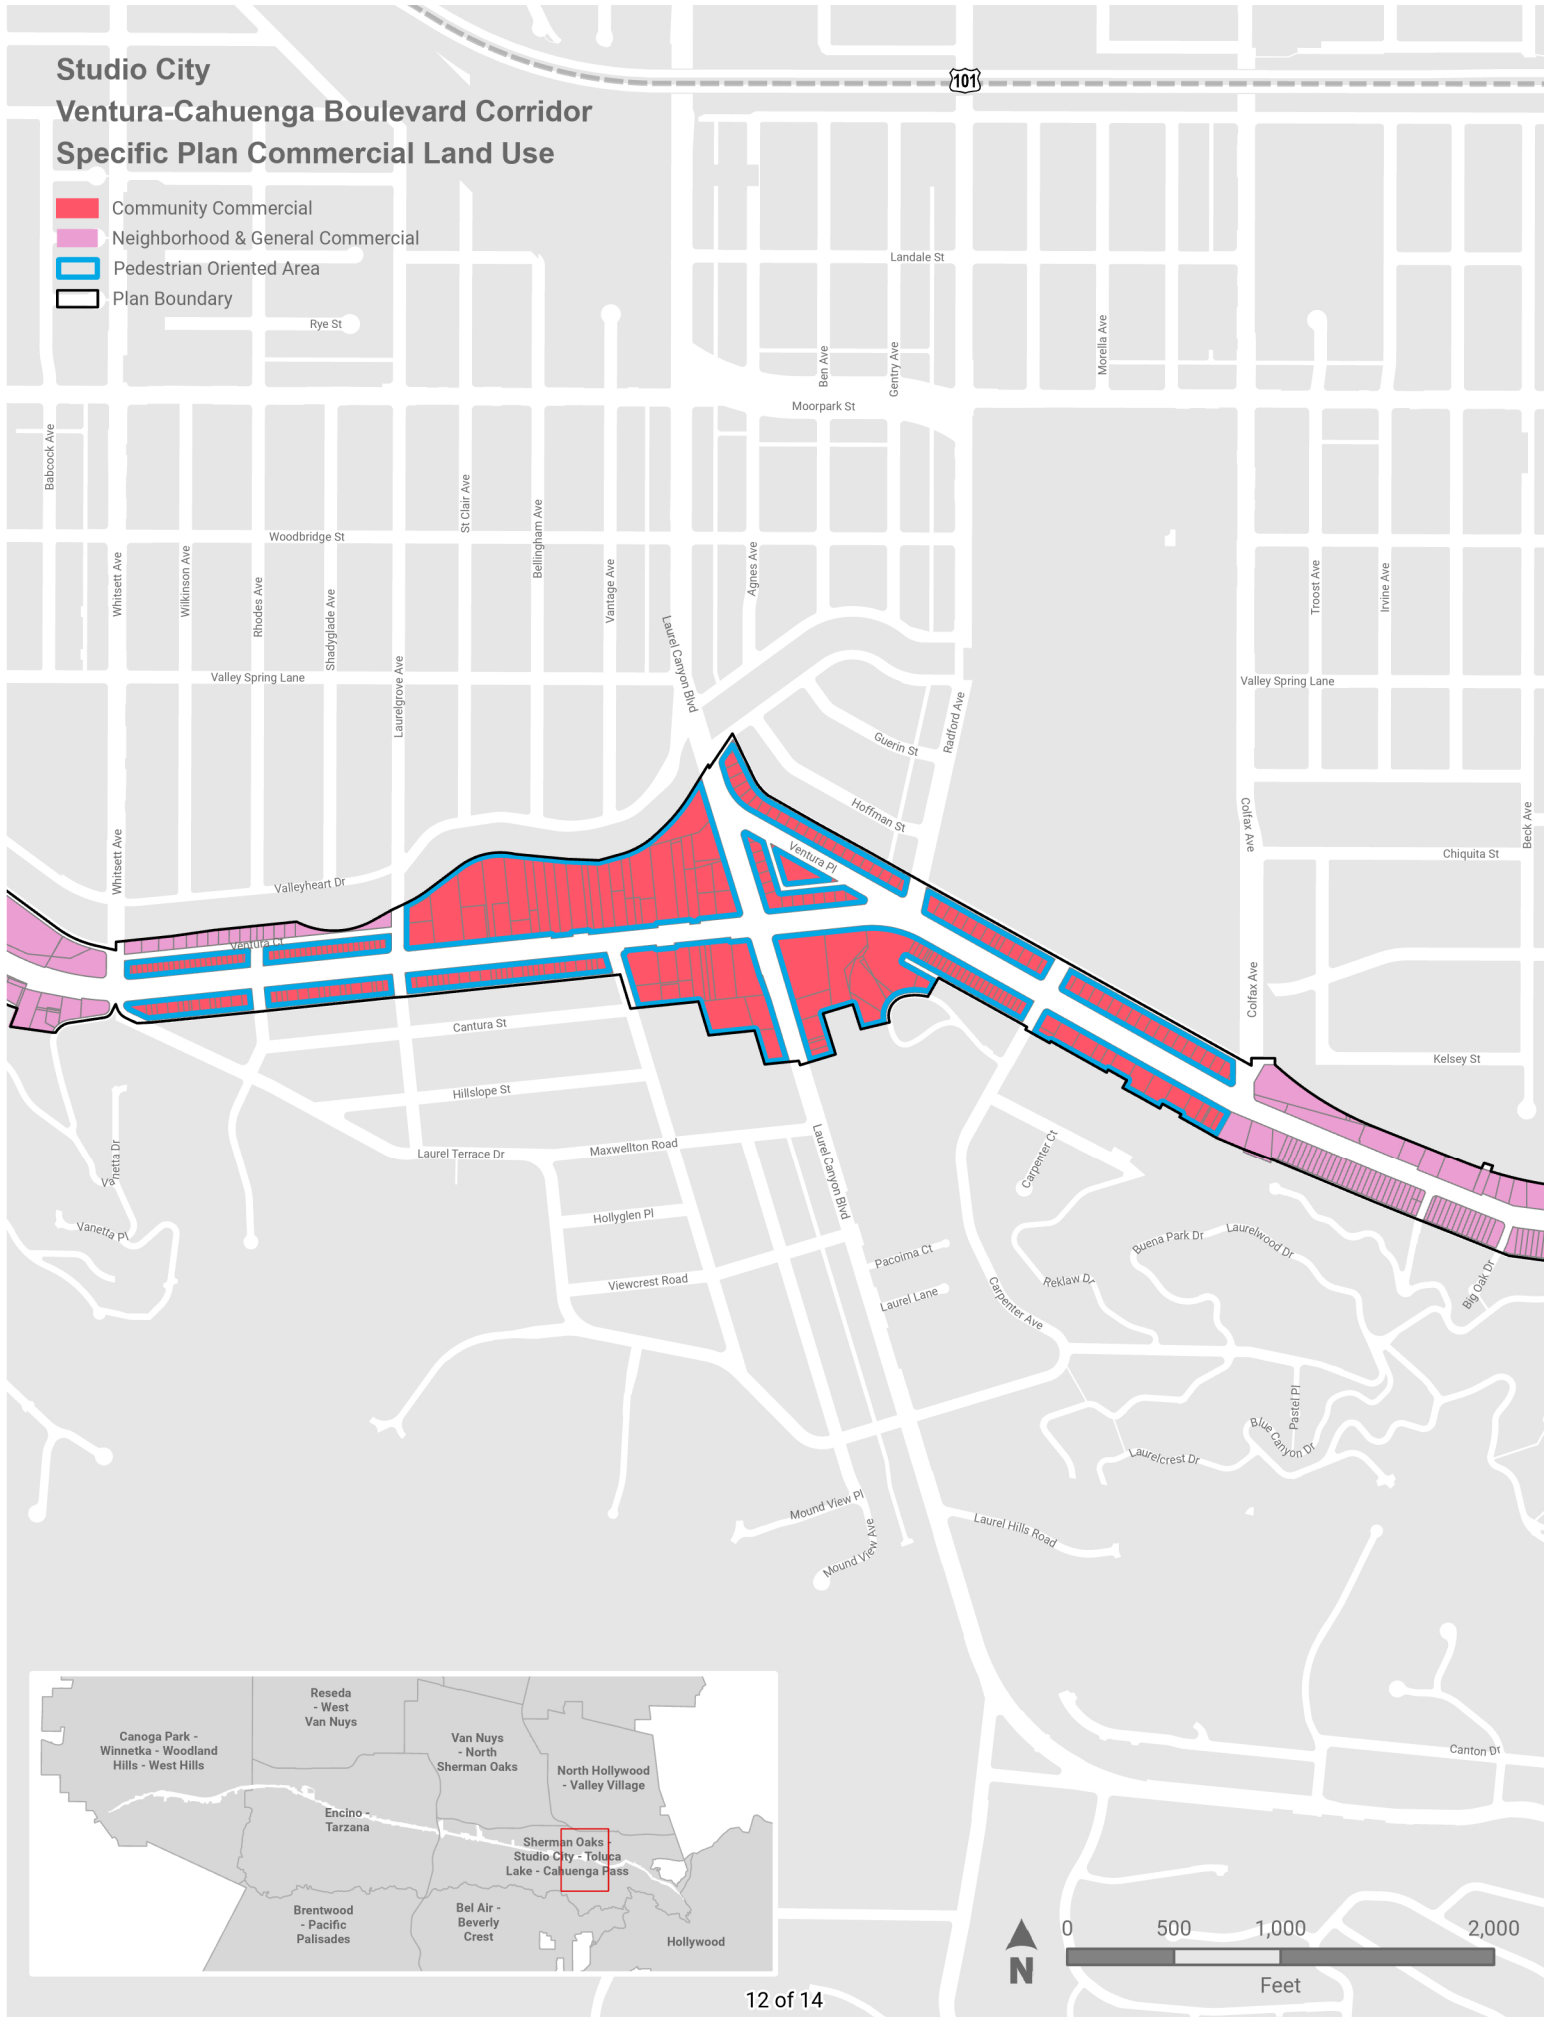 Studio City
Ventura-Cahuenga Boulevard Corridor
Specific Plan Commercial Land Use
Community Commercial
Neighborhood & General Commercial
Pedestrian Oriented Area
Plan Boundary
101
Landale St
Rye St
Ben Ave
Gentry Ave
Morella Ave
Moorpark St
Babcock Ave
St Clair Ave
Bellingham Ave
Woodbridge St
Whitsett Ave
Wilkinson Ave
Rhodes Ave
Shadyglade Ave
Vantage Ave
Agnes Ave
Troost Ave
Irvine Ave
Laurel Canyon Blvd
Valley Spring Lane
Laurelgrove Ave
Valley Spring Lane
Radford Ave
Guerin St
Hoffman St
Colfax Ave
Beck Ave
Whitsett Ave
Ventura Pl
Chiquita St
Valleyheart Dr
Ventura Ct
Colfax Ave
Cantura St
Kelsey St
Hillslope St
Vanetta Dr
Laurel Terrace Dr
Maxwellton Road
Laurel Canyon Blvd
Carpenter Ct
Vanetta Pl
Hollyglen Pl
Buena Park Dr
Laurelwood Dr
Pacoima Ct
Viewcrest Road
Reklaw Dr
Big Oak Dr
Laurel Lane
Carpenter Ave
Pastel Pl
Blue Canyon Dr
Laurelcrest Dr
Mound View Pl
Mound View Ave
Laurel Hills Road
Canton Dr
Reseda
- West
Van Nuys
Canoga Park -
Winnetka - Woodland
Hills - West Hills
Van Nuys
- North
Sherman Oaks
North Hollywood
- Valley Village
Encino -
Tarzana
Sherman Oaks -
Studio City - Toluca
Lake - Cahuenga Pass
Brentwood
- Pacific
Palisades
Bel Air -
Beverly
Crest
Hollywood
N
0 500 1,000 2,000
Feet
12 of 14